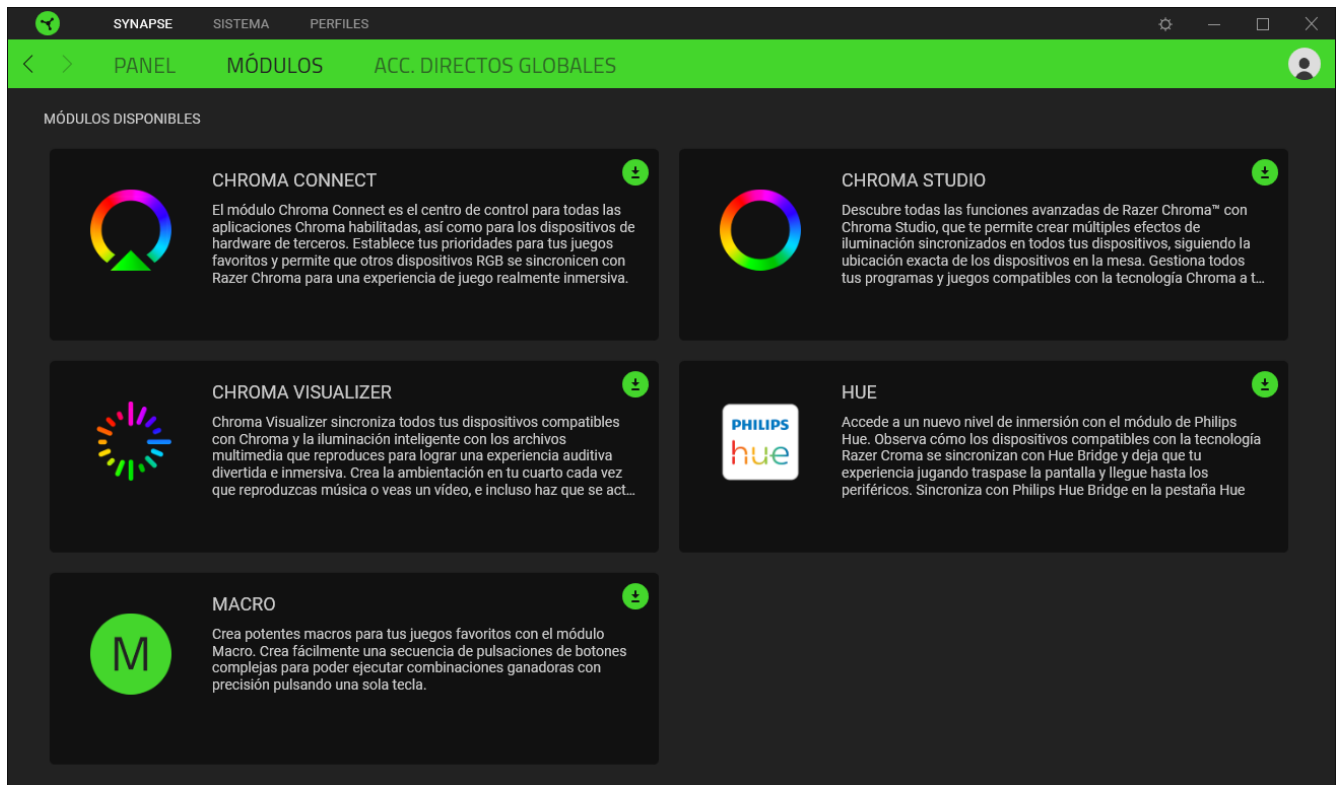 SYNAPSE SISTEMA PERFILES
PANEL MÓDULOS ACC. DIRECTOS GLOBALES
MÓDULOS DISPONIBLES
CHROMA CONNECT
El módulo Chroma Connect es el centro de control para todas las
aplicaciones Chroma habilitadas, así como para los dispositivos de
hardware de terceros. Establece tus prioridades para tus juegos
favoritos y permite que otros dispositivos RGB se sincronicen con
Razer Chroma para una experiencia de juego realmente inmersiva.
CHROMA STUDIO
Descubre todas las funciones avanzadas de Razer Chroma™ con
Chroma Studio, que te permite crear múltiples efectos de
iluminación sincronizados en todos tus dispositivos, siguiendo la
ubicación exacta de los dispositivos en la mesa. Gestiona todos
tus programas y juegos compatibles con la tecnología Chroma a t…
CHROMA VISUALIZER
Chroma Visualizer sincroniza todos tus dispositivos compatibles
con Chroma y la iluminación inteligente con los archivos
multimedia que reproduces para lograr una experiencia auditiva
divertida e inmersiva. Crea la ambientación en tu cuarto cada vez
que reproduzcas música o veas un vídeo, e incluso haz que se act…
PHILIPS
hue
HUE
Accede a un nuevo nivel de inmersión con el módulo de Philips
Hue. Observa cómo los dispositivos compatibles con la tecnología
Razer Croma se sincronizan con Hue Bridge y deja que tu
experiencia jugando traspase la pantalla y llegue hasta los
periféricos. Sincroniza con Philips Hue Bridge en la pestaña Hue
M
MACRO
Crea potentes macros para tus juegos favoritos con el módulo
Macro. Crea fácilmente una secuencia de pulsaciones de botones
complejas para poder ejecutar combinaciones ganadoras con
precisión pulsando una sola tecla.